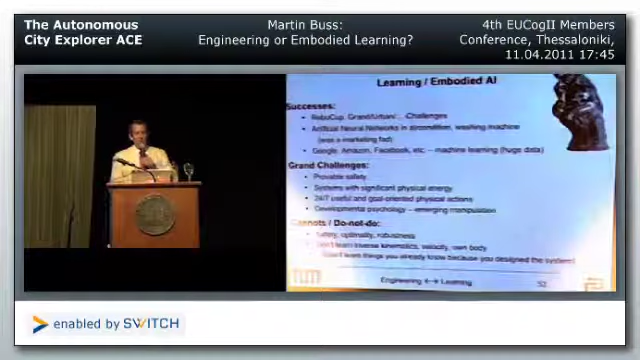 The Autonomous
City Explorer ACE
Martin Buss:
Engineering or Embodied Learning?
4th EUCogII Members
Conference, Thessaloniki,
11.04.2011 17:45
Learning / Embodied AI
Successes:
RoboCup, Grand/Urban/... Challenges
Artificial Neural Networks in aircondition, washing machine
(was a marketing fad)
Google, Amazon, Facebook, etc. – machine learning (huge data)
Grand Challenges:
Provable safety
Systems with significant physical energy
24/7 useful and goal-oriented physical actions
Developmental psychology – emerging manipulation
Cannots / Do-not-do:
Safety, optimality, robustness
Don't learn inverse kinematics, velocity, own body
Don't learn things you already know because you designed the system!
Engineering <--> Learning
52
enabled by SWITCH